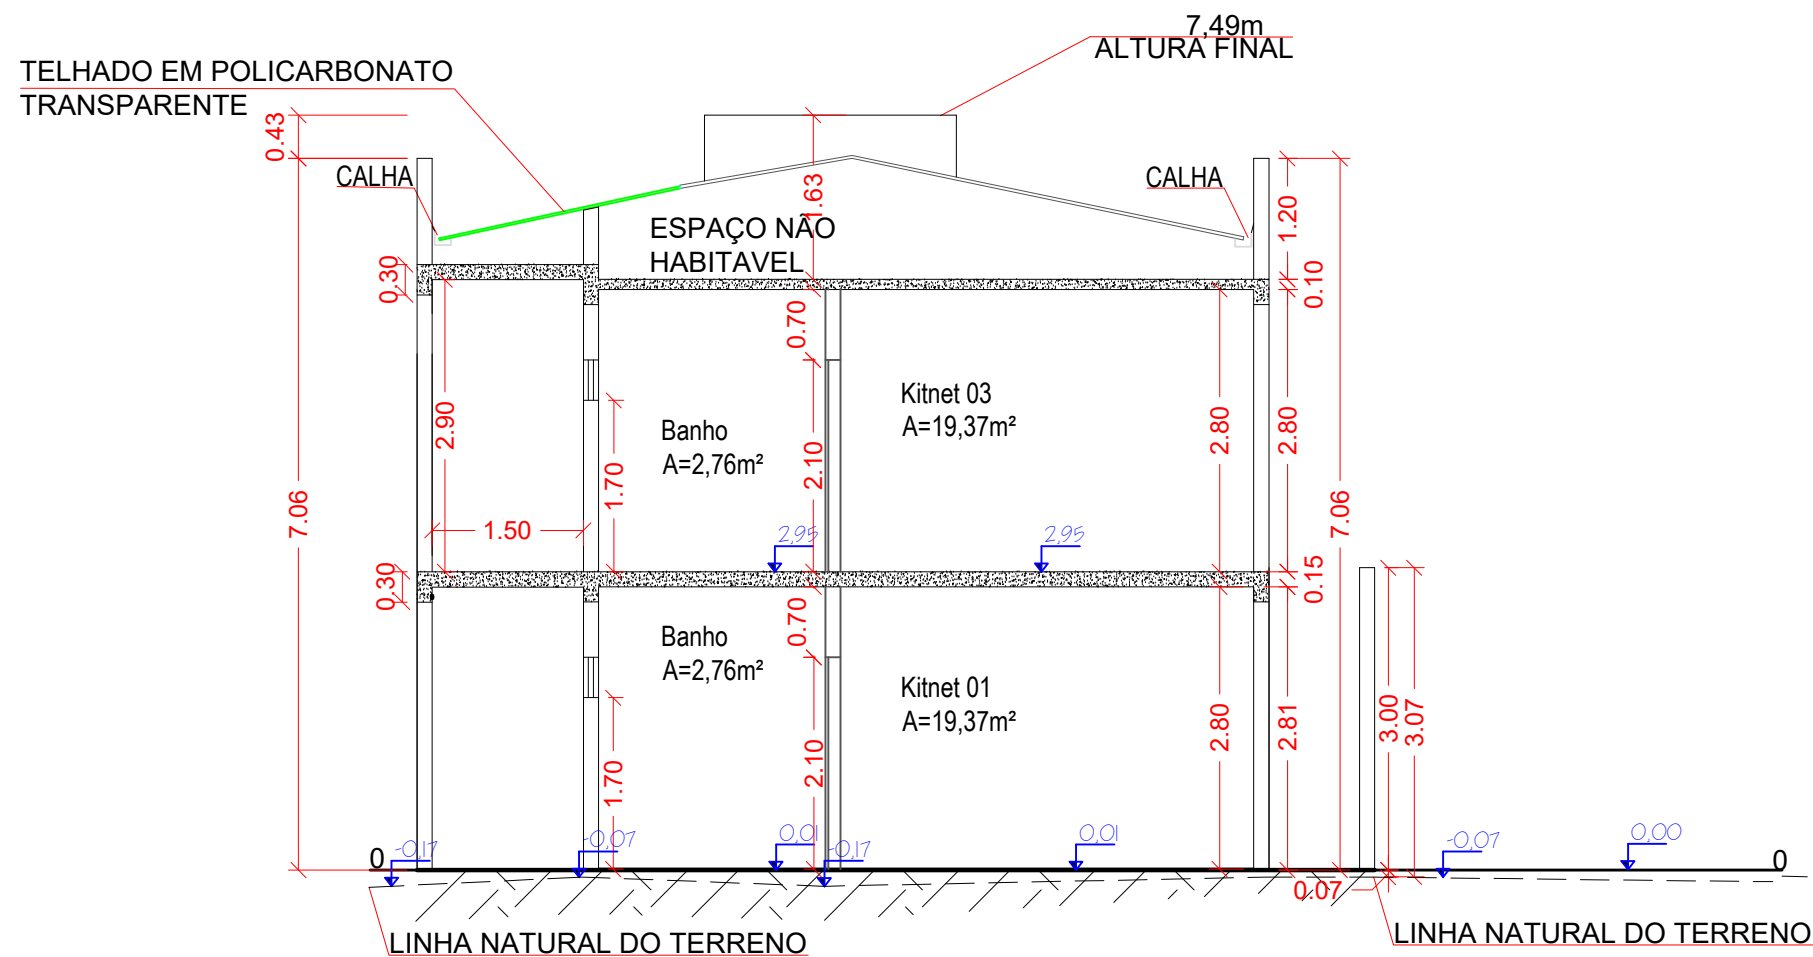 7,49m
ALTURA FINAL
TELHADO EM POLICARBONATO
TRANSPARENTE
0.43
CALHA
CALHA
1.63
1.20
ESPAÇO NÃO
HABITAVEL
0.30
0.10
0.70
2.90
Kitnet 03
A=19,37m²
Banho
A=2,76m²
2.80
2.80
2.10
1.70
7.06
7.06
1.50
2,95
2,95
0.30
0.15
0.70
Banho
A=2,76m²
Kitnet 01
A=19,37m²
2.80
2.81
3.00
3.07
2.10
1.70
0
-0,17
-0,07
0,01
-0,17
0,01
-0,07
0,00
0
0.07
LINHA NATURAL DO TERRENO
LINHA NATURAL DO TERRENO